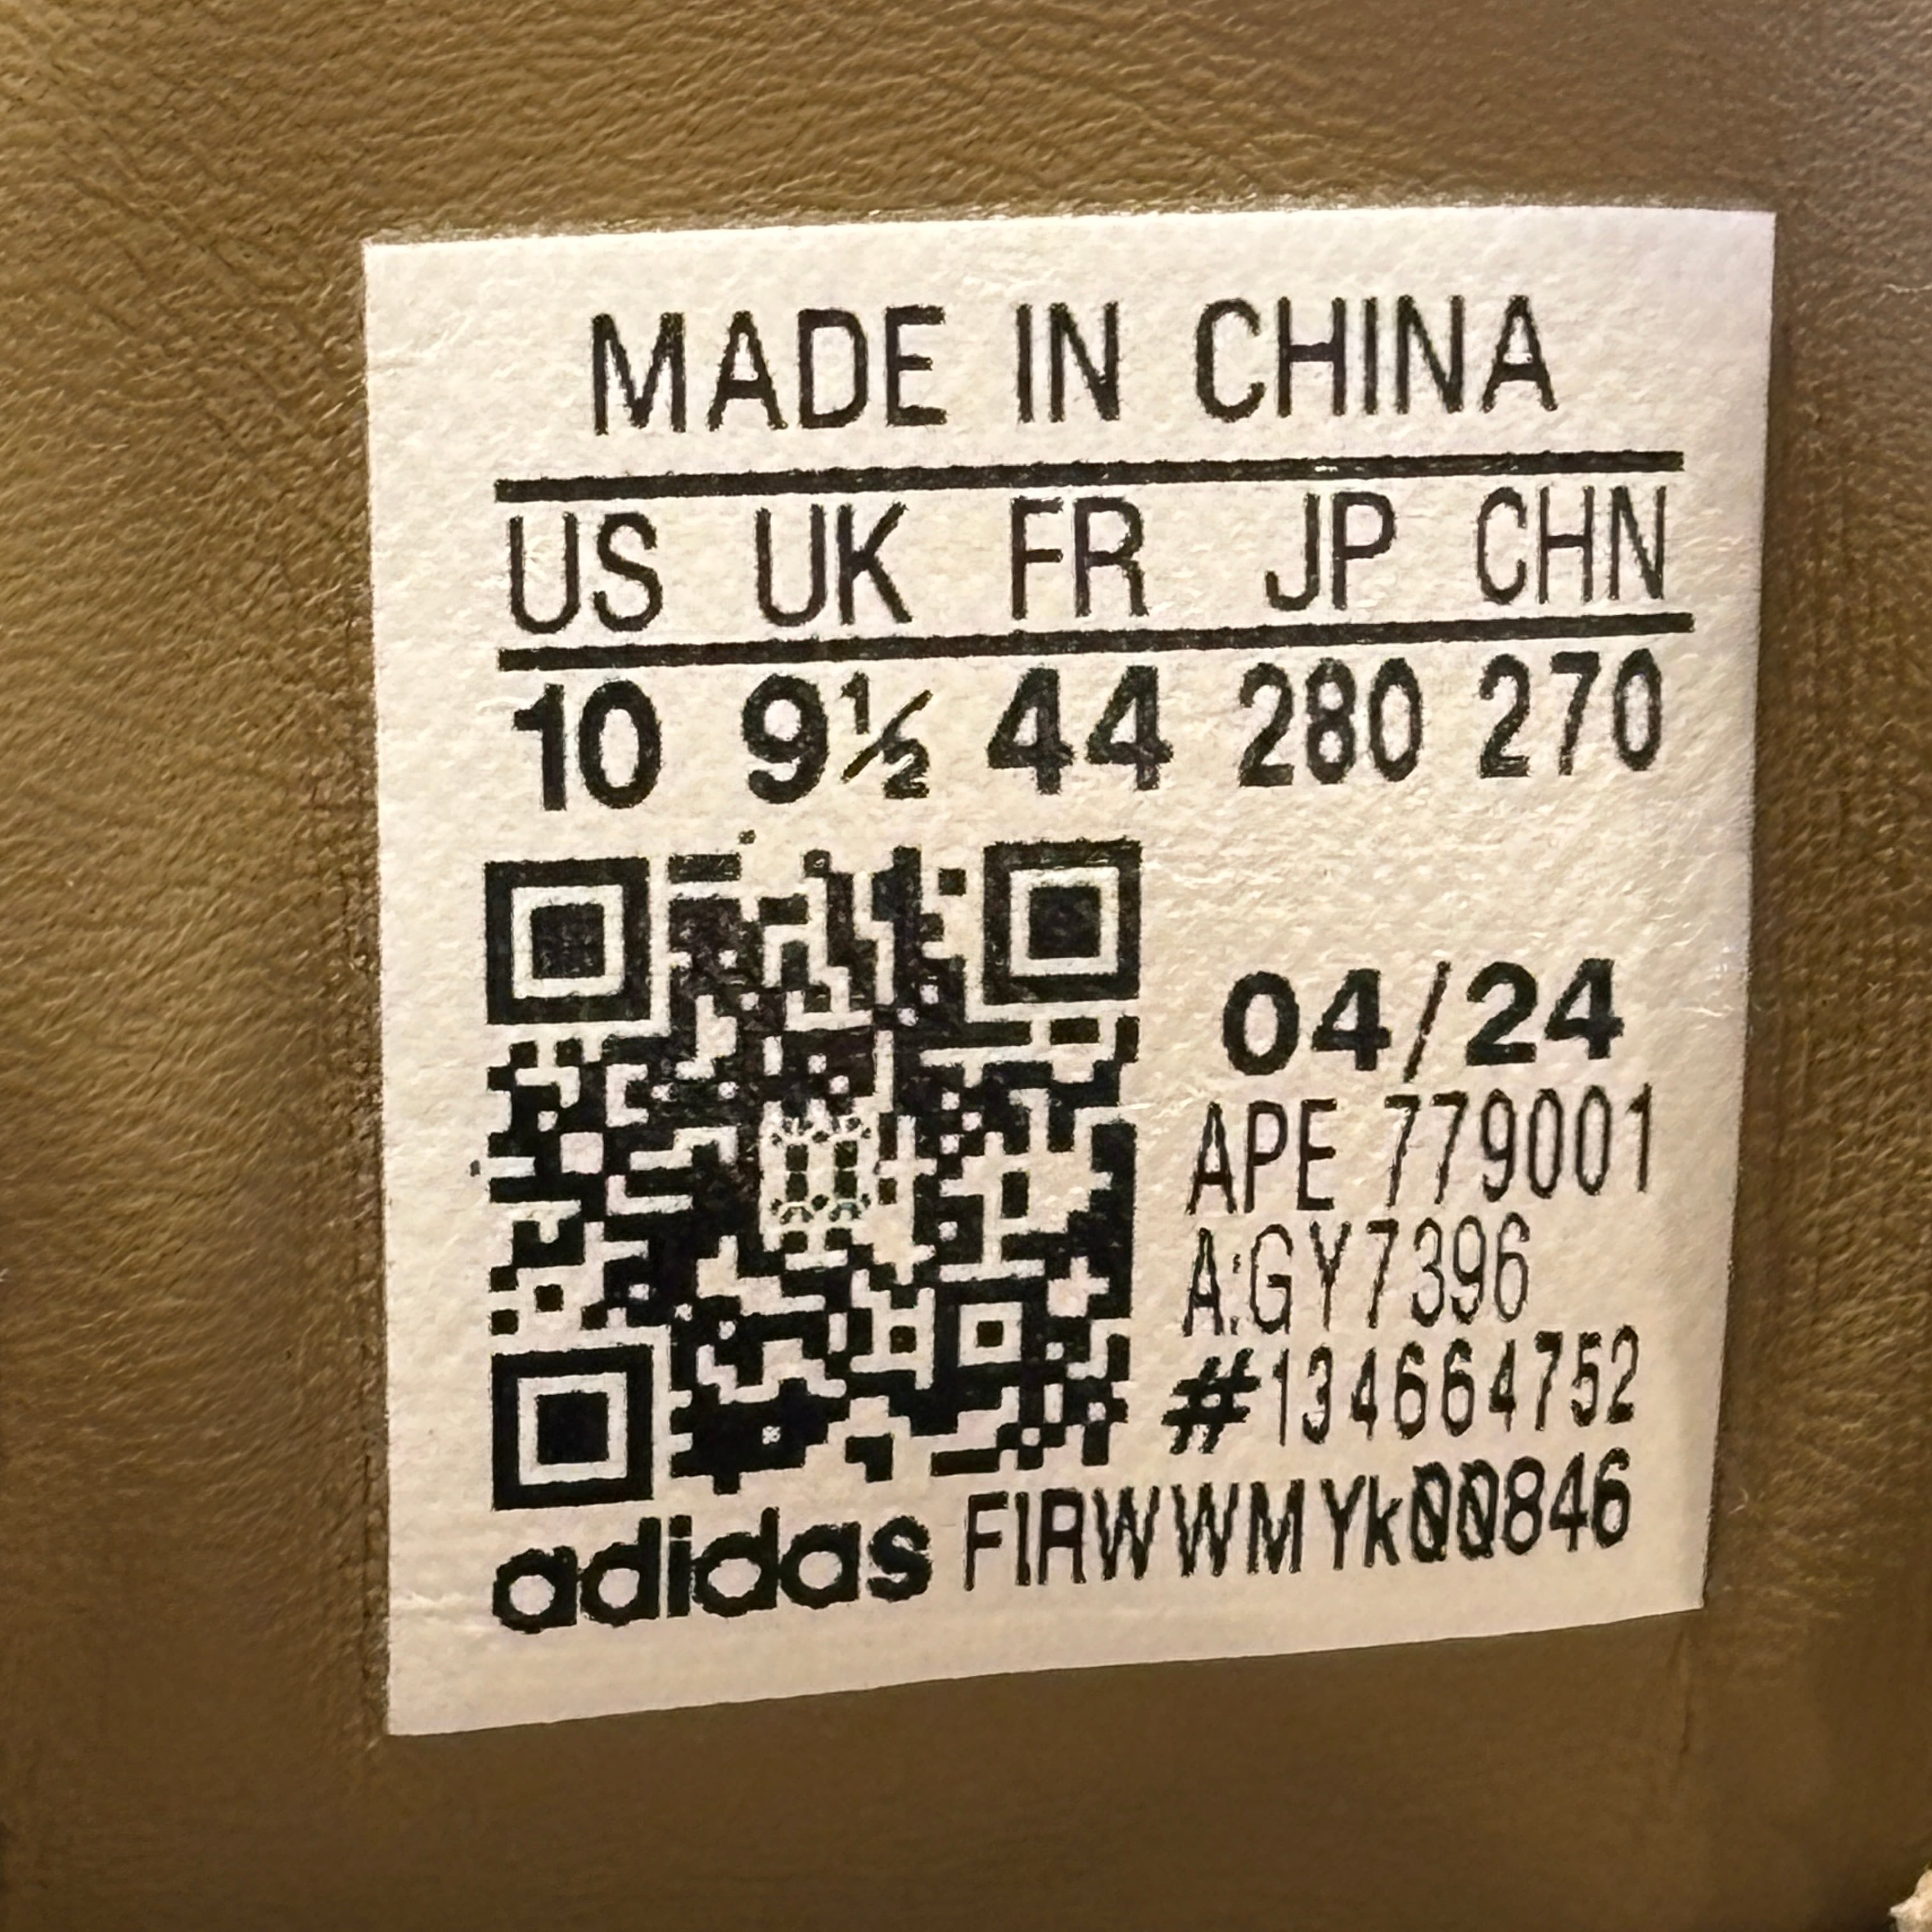 MADE IN CHINA
US UK FR JP CHN
10 9½ 44 280 270
04/24
APE 779001
A:GY7396
#134664752
adidas FIRWWMYk00846